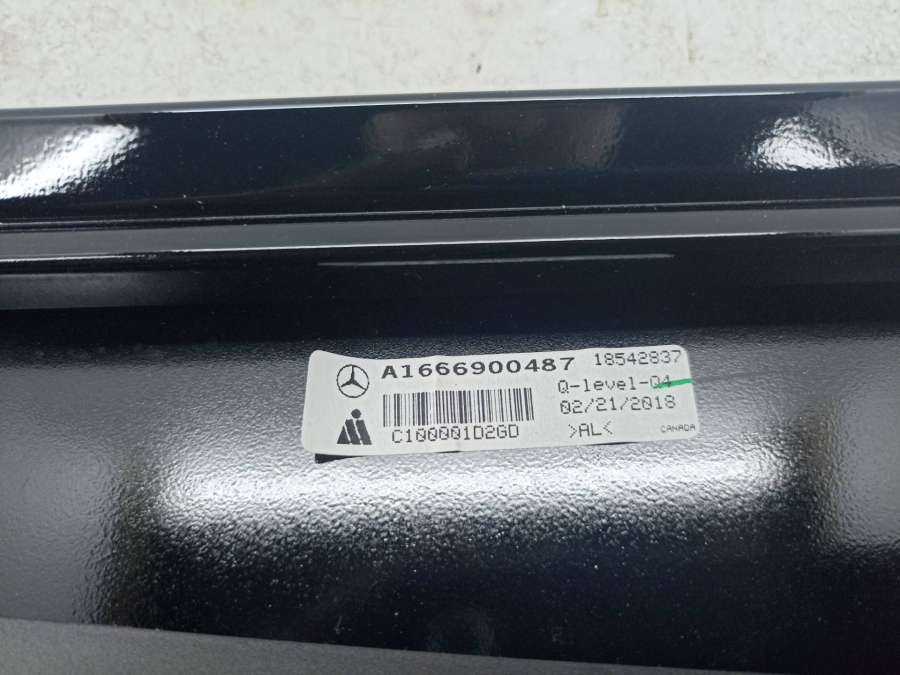 A1666900487 18542837
Q-level-Q4
02/21/2018
C100001D2GD >AL< CANADA